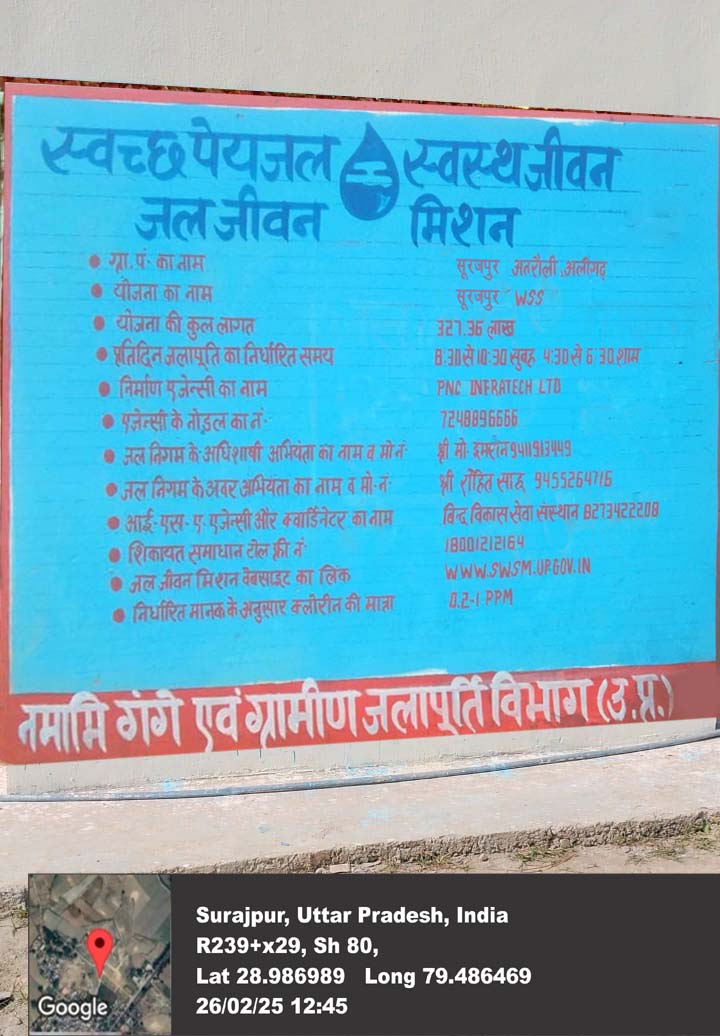 स्वच्छ पेयजल स्वस्थ जीवन
जल जीवन मिशन
• ग्रा.पं. का नाम सूरजपुर अतरौली अलीगढ़
• योजना का नाम सूरजपुर WSS
• योजना की कुल लागत 327.36 लाख
• प्रतिदिन जलापूर्ति का निर्धारित समय 8:30 से 10:30 सुबह 4:30 से 6:30 शाम
• निर्माण एजेन्सी का नाम PNC INFRATECH LTD
• एजेन्सी के नोडल का नं. 7248896666
• जल निगम के अधिशाषी अभियंता का नाम व मो.नं. श्री मो. इमरान 9411913449
• जल निगम के अवर अभियंता का नाम व मो.नं. श्री रोहित साहू 9455264716
• आई.एस.ए. एजेन्सी और क्वार्डिनेटर का नाम बिन्द विकास सेवा संस्थान 8273422208
• शिकायत समाधान टोल फ्री नं. 18001212164
• जल जीवन मिशन वेबसाइट का लिंक WWW.SWSM.UP.GOV.IN
• निर्धारित मानक के अनुसार क्लोरीन की मात्रा 0.2-1 PPM
नमामि गंगे एवं ग्रामीण जलापूर्ति विभाग (उ.प्र.)
Surajpur, Uttar Pradesh, India
R239+x29, Sh 80,
Lat 28.986989 Long 79.486469
26/02/25 12:45
Google